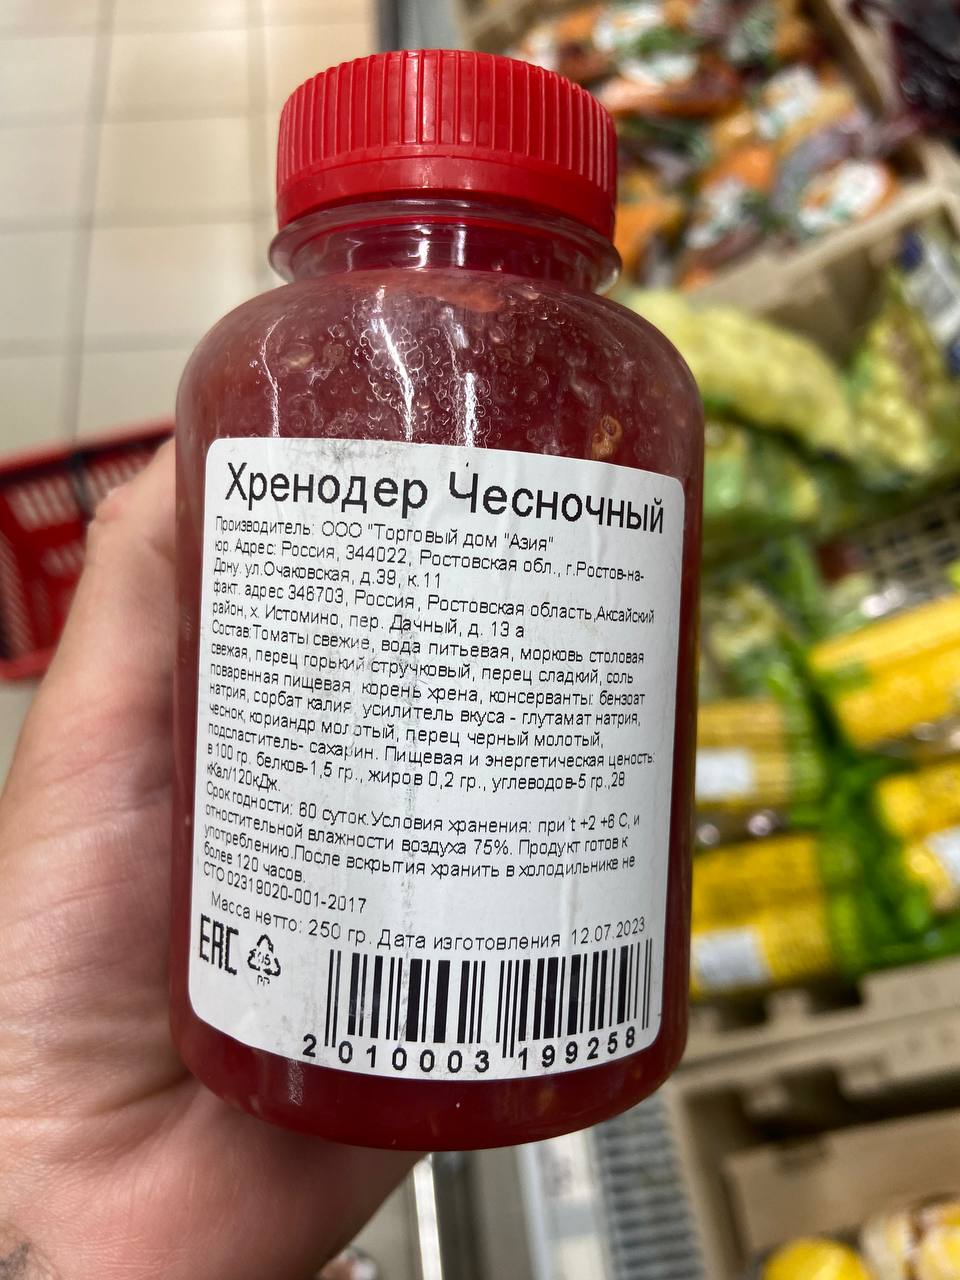 Хренодер Чесночный
Производитель: ООО "Торговый дом "Азия"
юр. Адрес: Россия, 344022, Ростовская обл., г.Ростов-на-
Дону. ул.Очаковская, д.39, к.11
факт. адрес 346703, Россия, Ростовская область,Аксайский
район, х. Истомино, пер. Дачный, д. 13 а
Состав:Томаты свежие, вода питьевая, морковь столовая
свежая, перец горький стручковый, перец сладкий, соль
поваренная пищевая, корень хрена, консерванты: бензоат
натрия, сорбат калия, усилитель вкуса - глутамат натрия,
чеснок, кориандр молотый, перец черный молотый,
подсластитель- сахарин. Пищевая и энергетическая ценость:
в 100 гр. белков-1,5 гр., жиров 0,2 гр., углеводов-5 гр.,28
кКал/120кДж.
Срок годности: 60 суток.Условия хранения: при t +2 +6 С, и
отностительной влажности воздуха 75%. Продукт готов к
употреблению.После вскрытия хранить в холодильнике не
более 120 часов.
СТО 02318020-001-2017
Масса нетто: 250 гр. Дата изготовления 12.07.2023
EAC
05
PP
2 010003 199258